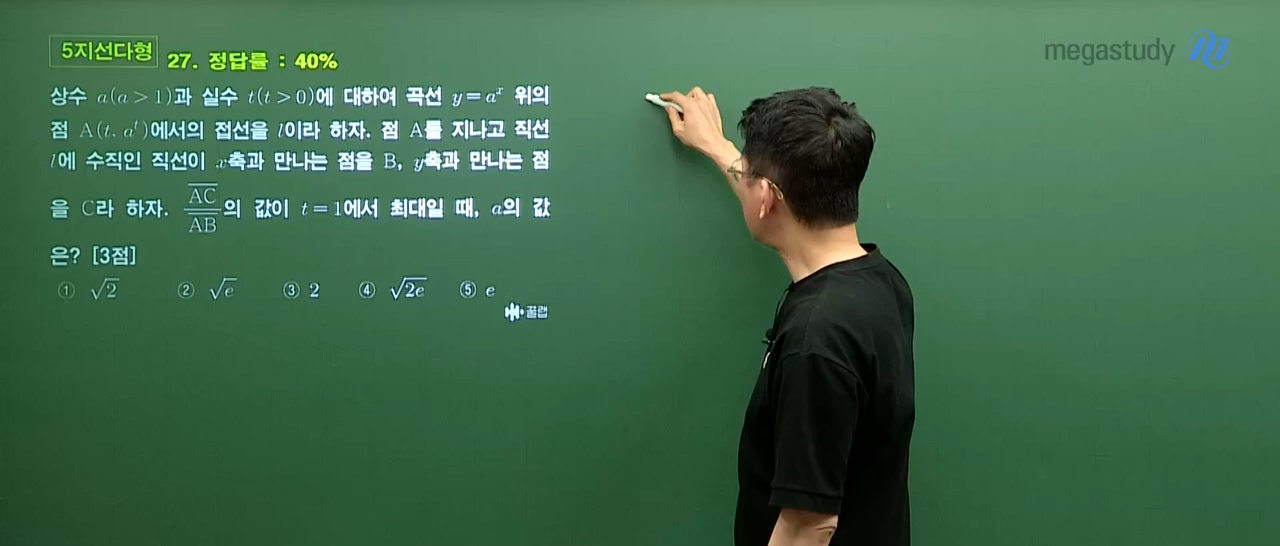 5지선다형 27. 정답률 : 40%
megastudy
상수 a(a>1)과 실수 t(t>0)에 대하여 곡선 y=aˣ 위의
점 A(t, aᵗ)에서의 접선을 l이라 하자. 점 A를 지나고 직선
l에 수직인 직선이 x축과 만나는 점을 B, y축과 만나는 점
을 C라 하자. AC/AB의 값이 t=1에서 최대일 때, a의 값
은? [3점]
① √2 ② √e ③ 2 ④ √2e ⑤ e
꿀랩